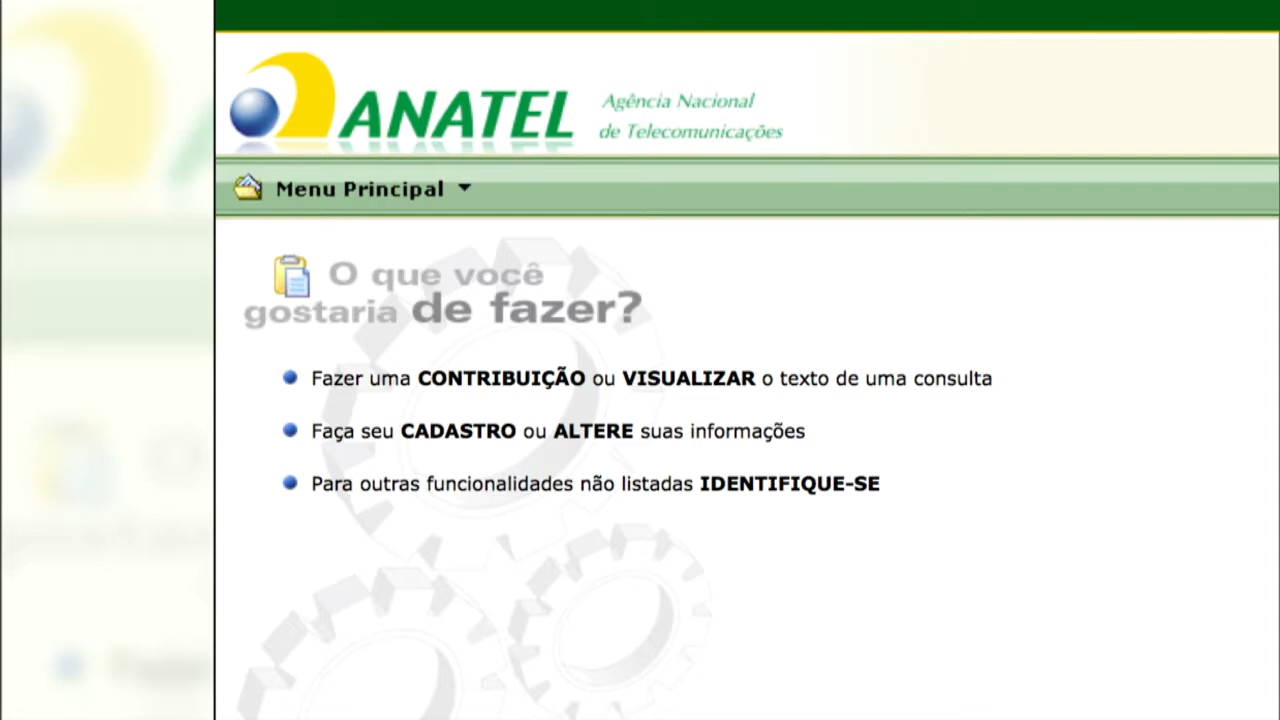 ANATEL
Agência Nacional
de Telecomunicações
Menu Principal
O que você
gostaria de fazer?
Fazer uma CONTRIBUIÇÃO ou VISUALIZAR o texto de uma consulta
Faça seu CADASTRO ou ALTERE suas informações
Para outras funcionalidades não listadas IDENTIFIQUE-SE